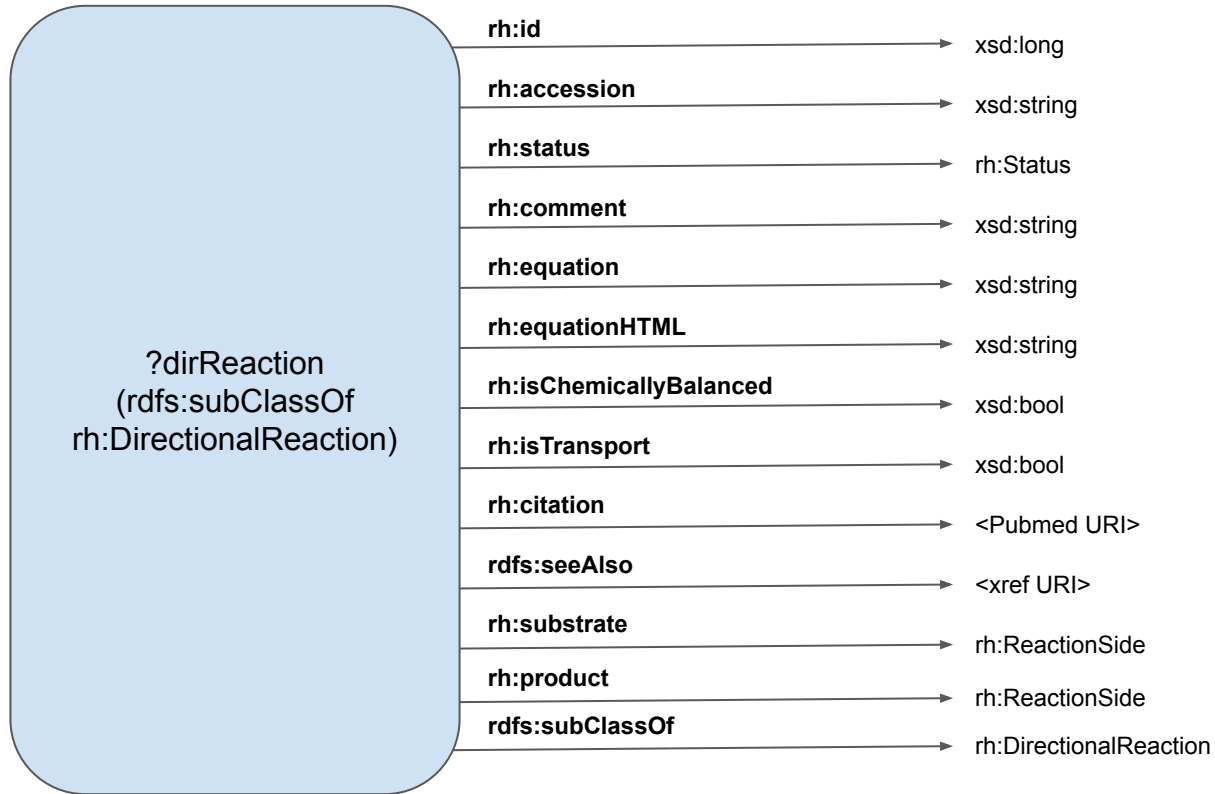 rh:id
xsd:long
rh:accession
xsd:string
rh:status
rh:Status
rh:comment
xsd:string
rh:equation
xsd:string
rh:equationHTML
xsd:string
?dirReaction
(rdfs:subClassOf
rh:DirectionalReaction)
rh:isChemicallyBalanced
xsd:bool
rh:isTransport
xsd:bool
rh:citation
<Pubmed URI>
rdfs:seeAlso
<xref URI>
rh:substrate
rh:ReactionSide
rh:product
rh:ReactionSide
rdfs:subClassOf
rh:DirectionalReaction